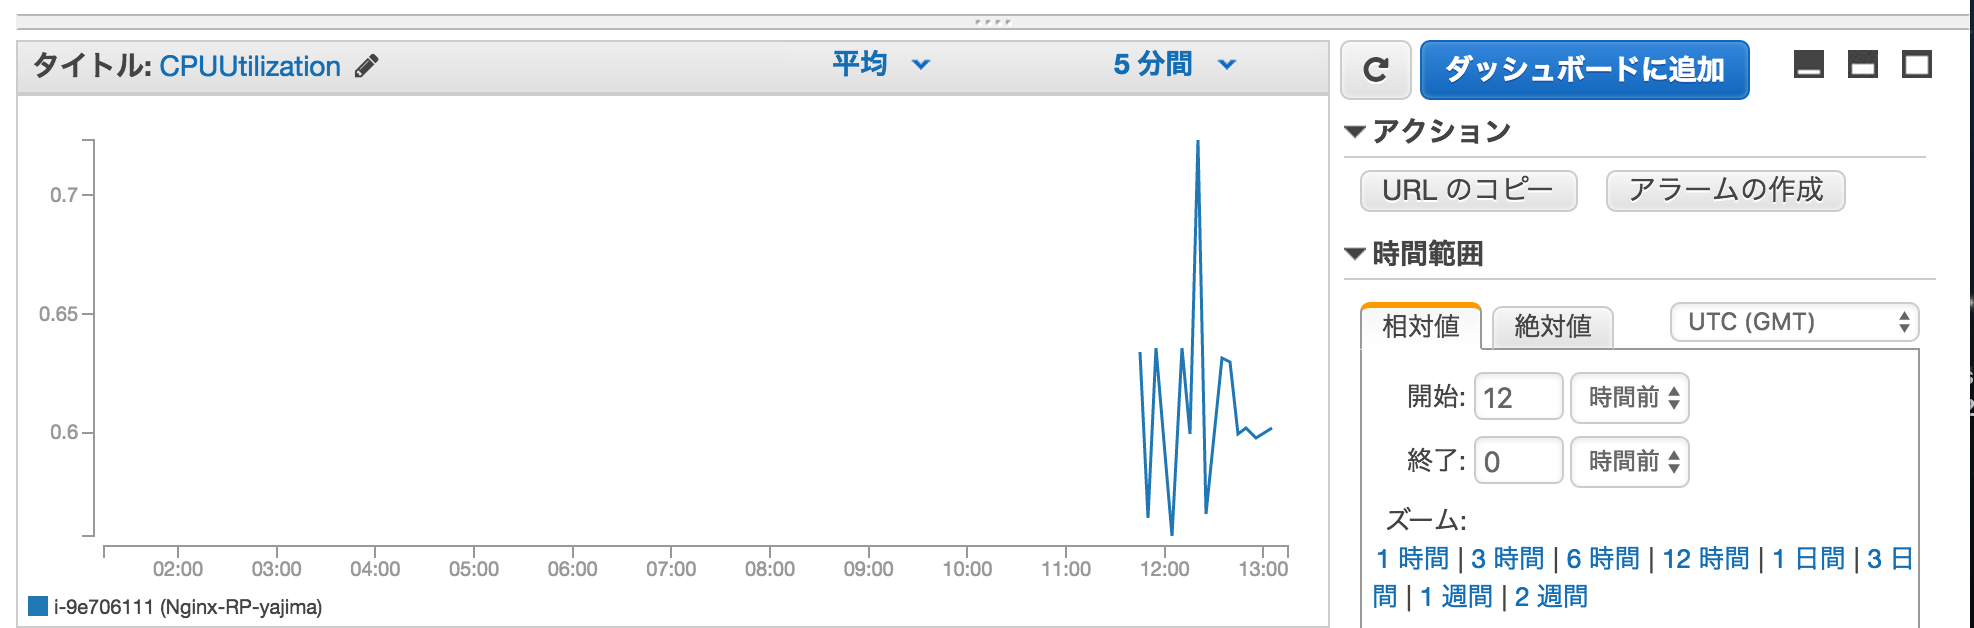 タイトル: CPUUtilization 平均 5 分間
ダッシュボードに追加
アクション
URL のコピー アラームの作成
時間範囲
相対値 絶対値 UTC (GMT)
開始: 12 時間前
終了: 0 時間前
ズーム:
1 時間 | 3 時間 | 6 時間 | 12 時間 | 1 日間 | 3 日
間 | 1 週間 | 2 週間
0.7
0.65
0.6
02:00 03:00 04:00 05:00 06:00 07:00 08:00 09:00 10:00 11:00 12:00 13:00
i-9e706111 (Nginx-RP-yajima)